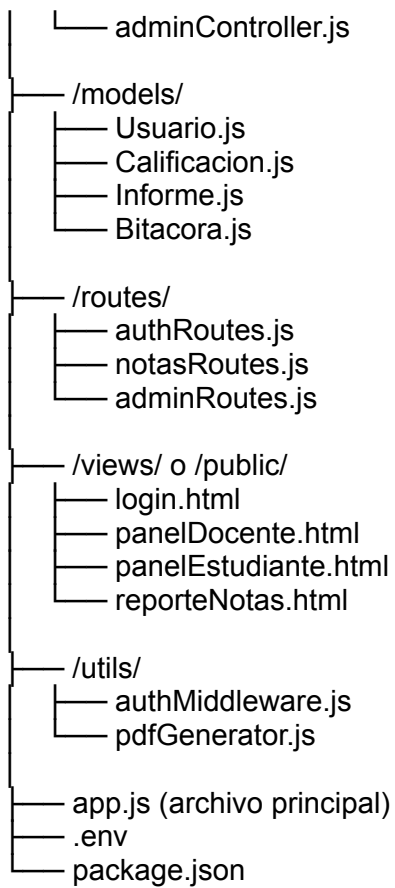 │   └── adminController.js
│
├── /models/
│   ├── Usuario.js
│   ├── Calificacion.js
│   ├── Informe.js
│   └── Bitacora.js
│
├── /routes/
│   ├── authRoutes.js
│   ├── notasRoutes.js
│   └── adminRoutes.js
│
├── /views/ o /public/
│   ├── login.html
│   ├── panelDocente.html
│   ├── panelEstudiante.html
│   └── reporteNotas.html
│
├── /utils/
│   ├── authMiddleware.js
│   └── pdfGenerator.js
│
├── app.js (archivo principal)
├── .env
└── package.json